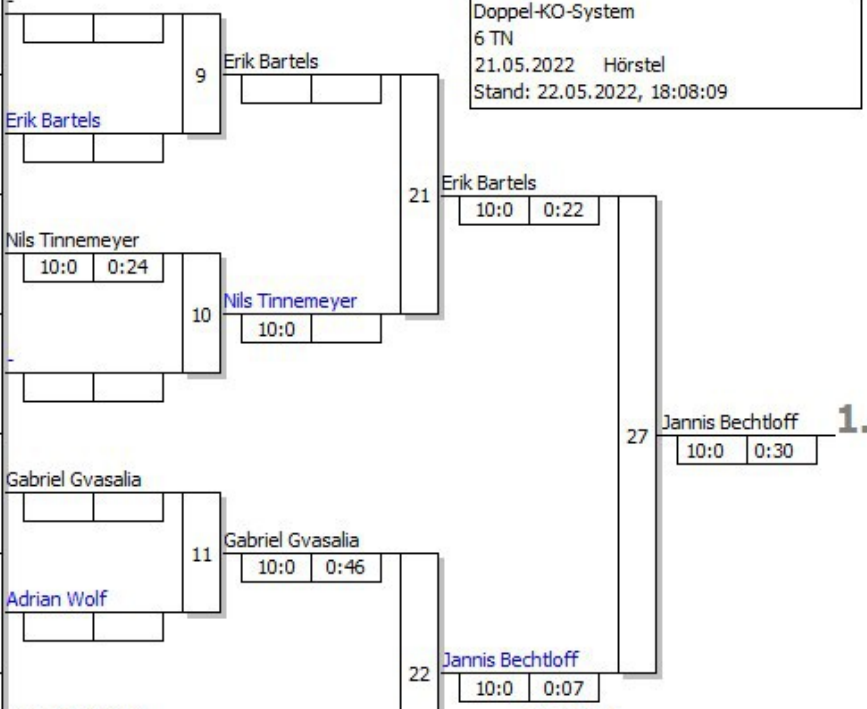 -
Doppel-KO-System
6 TN
21.05.2022 Hörstel
Stand: 22.05.2022, 18:08:09
9
Erik Bartels
Erik Bartels
21
Erik Bartels
10:0 0:22
Nils Tinnemeyer
10:0 0:24
10
Nils Tinnemeyer
10:0
-
27
Jannis Bechtloff 1.
10:0 0:30
Gabriel Gvasalia
11
Gabriel Gvasalia
10:0 0:46
Adrian Wolf
22
Jannis Bechtloff
10:0 0:07